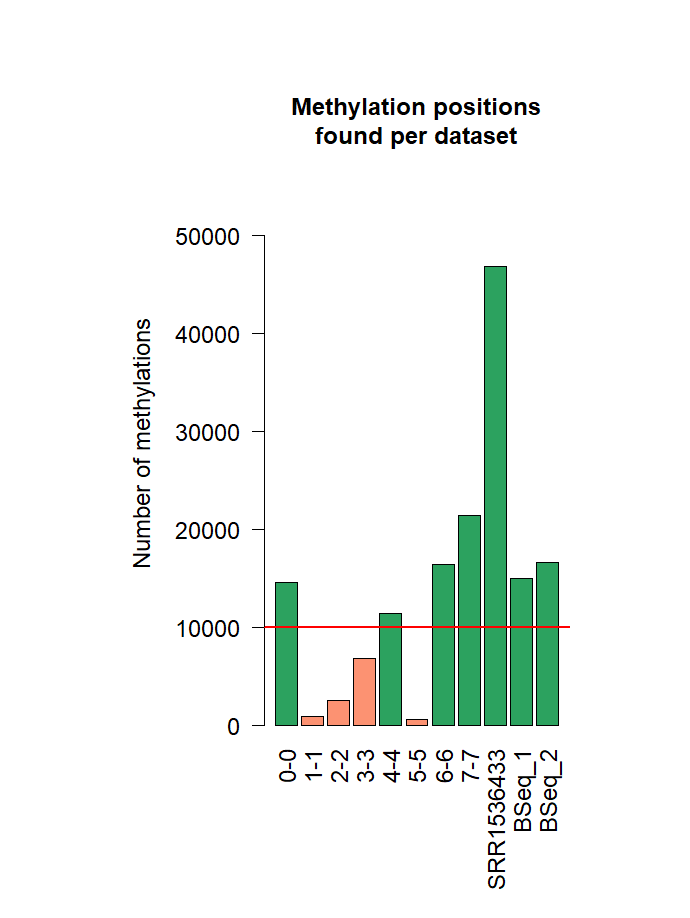 Methylation positions
found per dataset
Number of methylations
50000
40000
30000
20000
10000
0
0-0
1-1
2-2
3-3
4-4
5-5
6-6
7-7
SRR1536433
BSeq_1
BSeq_2